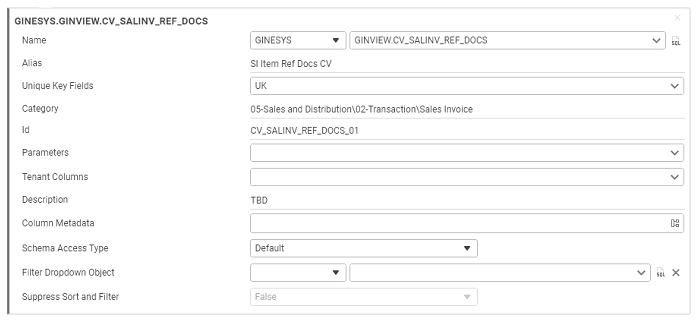 GINESYS.GINVIEW.CV_SALINV_REF_DOCS
Name GINESYS GINVIEW.CV_SALINV_REF_DOCS SQL
Alias SI Item Ref Docs CV
Unique Key Fields UK
Category 05-Sales and Distribution\02-Transaction\Sales Invoice
Id CV_SALINV_REF_DOCS_01
Parameters
Tenant Columns
Description TBD
Column Metadata
Schema Access Type Default
Filter Dropdown Object SQL
Suppress Sort and Filter False